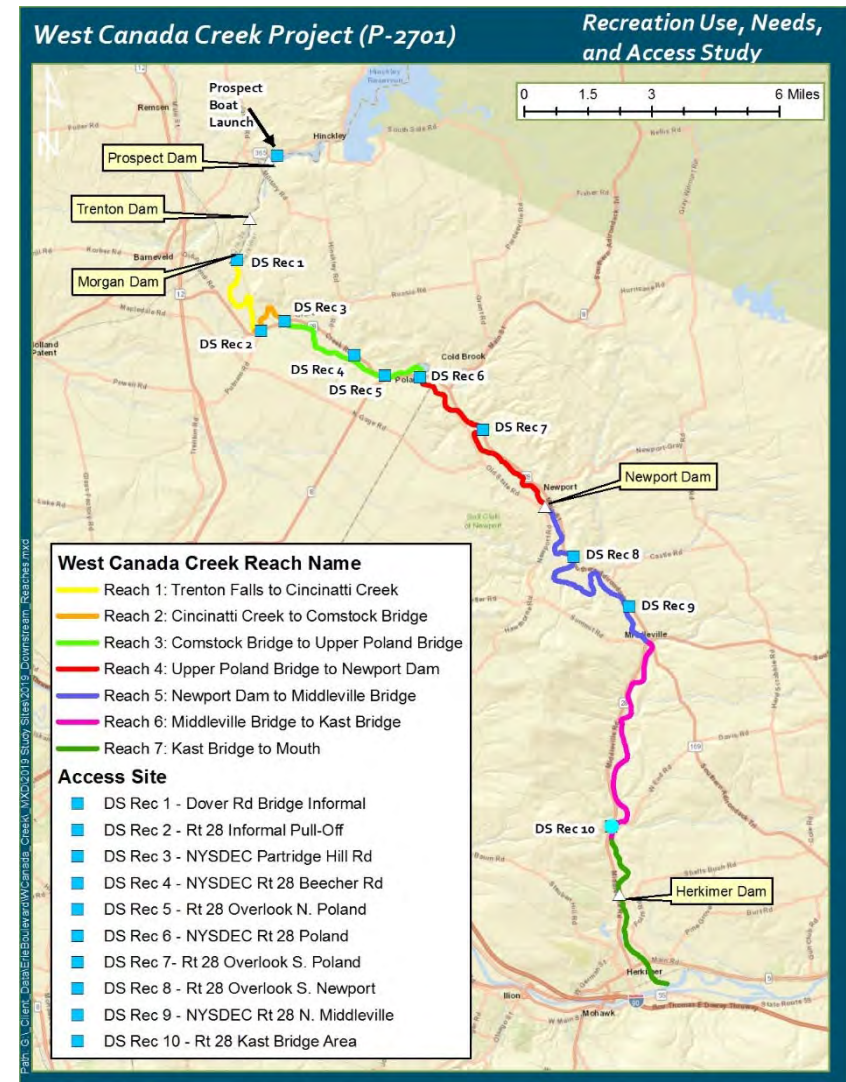 West Canada Creek Project (P-2701)
Recreation Use, Needs,
and Access Study
0 1.5 3 6 Miles
Prospect
Boat
Launch
Remsen
Hinckley
Reservoir
Hinckley
Prospect Dam
Trenton Dam
Barneveld
Morgan Dam
DS Rec 1
DS Rec 2
DS Rec 3
Holland
Patent
DS Rec 4
DS Rec 5
Cold Brook
DS Rec 6
DS Rec 7
Newport
Newport Dam
DS Rec 8
DS Rec 9
Middleville
DS Rec 10
Herkimer Dam
Herkimer
Ilion
Mohawk
West Canada Creek Reach Name
Reach 1: Trenton Falls to Cincinatti Creek
Reach 2: Cincinatti Creek to Comstock Bridge
Reach 3: Comstock Bridge to Upper Poland Bridge
Reach 4: Upper Poland Bridge to Newport Dam
Reach 5: Newport Dam to Middleville Bridge
Reach 6: Middleville Bridge to Kast Bridge
Reach 7: Kast Bridge to Mouth
Access Site
DS Rec 1 - Dover Rd Bridge Informal
DS Rec 2 - Rt 28 Informal Pull-Off
DS Rec 3 - NYSDEC Partridge Hill Rd
DS Rec 4 - NYSDEC Rt 28 Beecher Rd
DS Rec 5 - Rt 28 Overlook N. Poland
DS Rec 6 - NYSDEC Rt 28 Poland
DS Rec 7- Rt 28 Overlook S. Poland
DS Rec 8 - Rt 28 Overlook S. Newport
DS Rec 9 - NYSDEC Rt 28 N. Middleville
DS Rec 10 - Rt 28 Kast Bridge Area